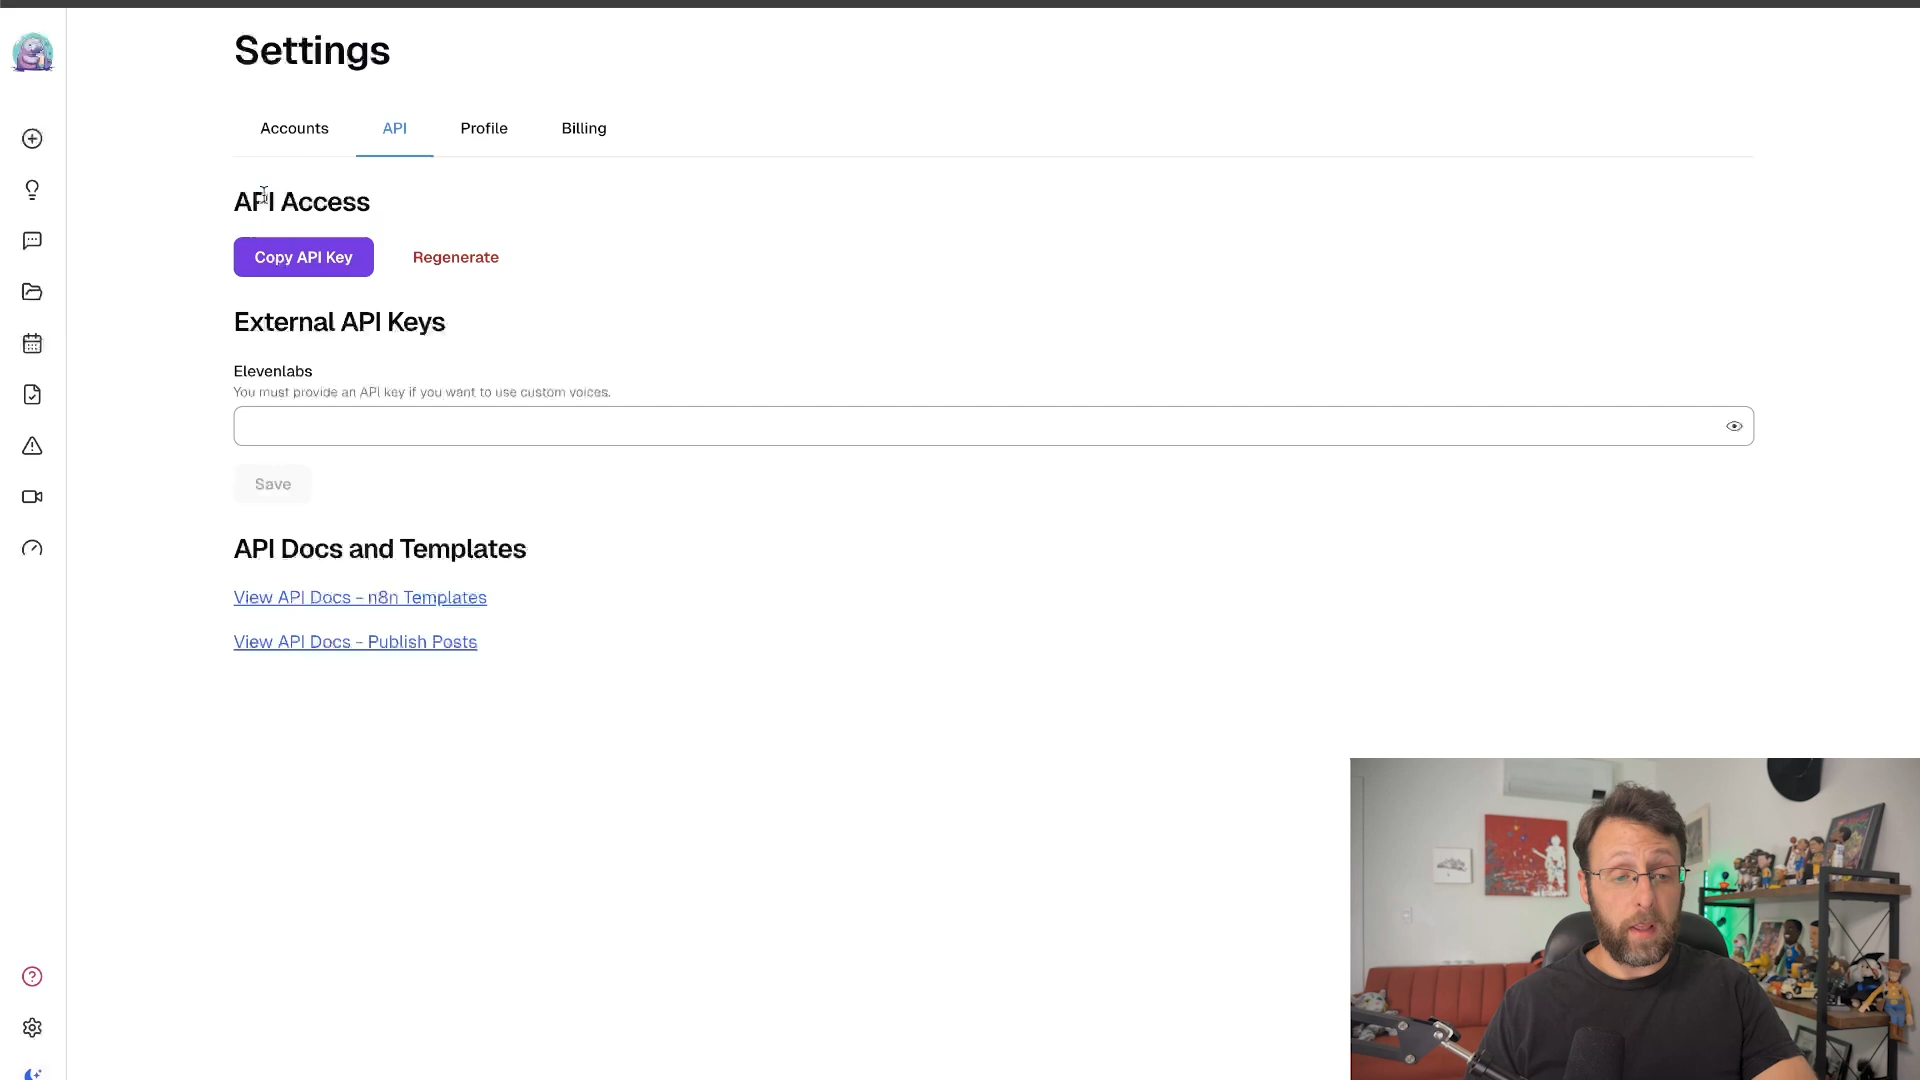 Settings
Accounts
API
Profile
Billing
API Access
Copy API Key
Regenerate
External API Keys
Elevenlabs
You must provide an API key if you want to use custom voices.
Save
API Docs and Templates
View API Docs - n8n Templates
View API Docs - Publish Posts